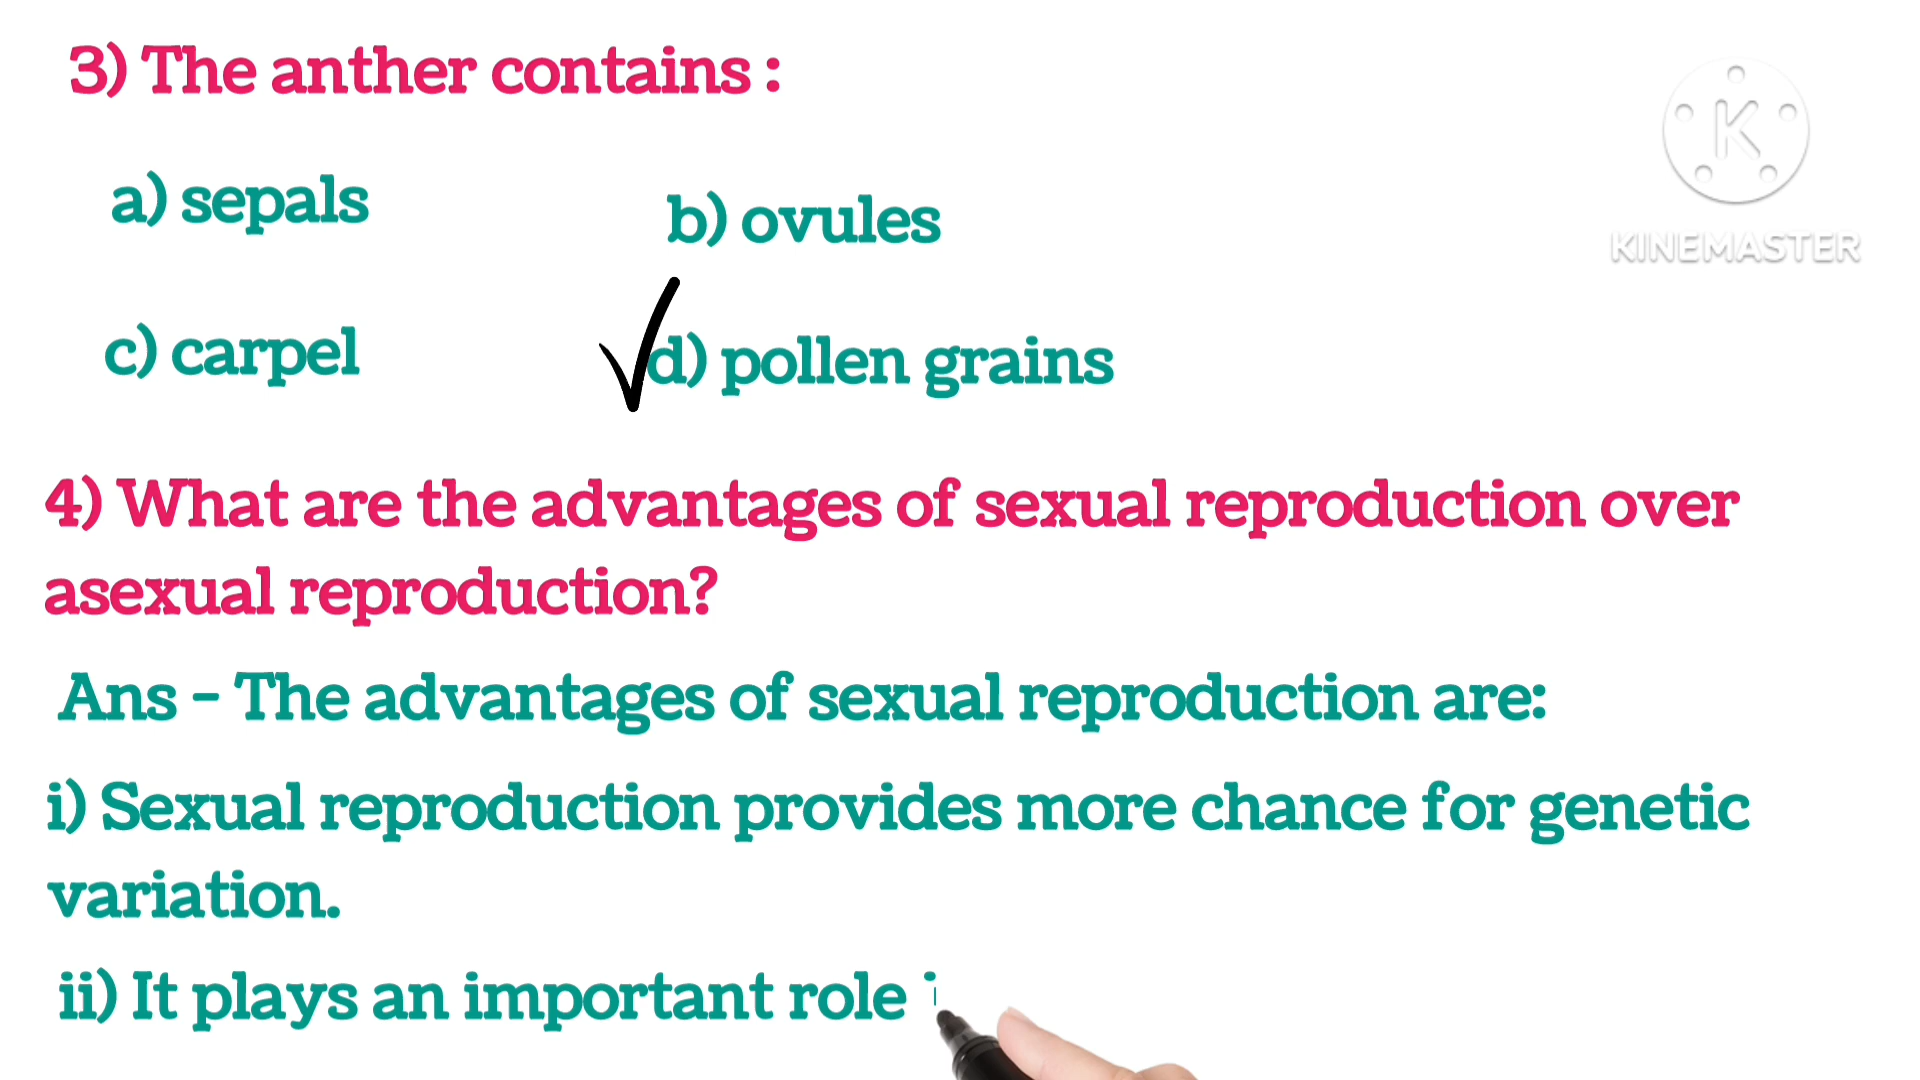 3) The anther contains :
a) sepals
b) ovules
c) carpel
d) pollen grains
4) What are the advantages of sexual reproduction over
asexual reproduction?
Ans - The advantages of sexual reproduction are:
i) Sexual reproduction provides more chance for genetic
variation.
ii) It plays an important role
K
KINEMASTER